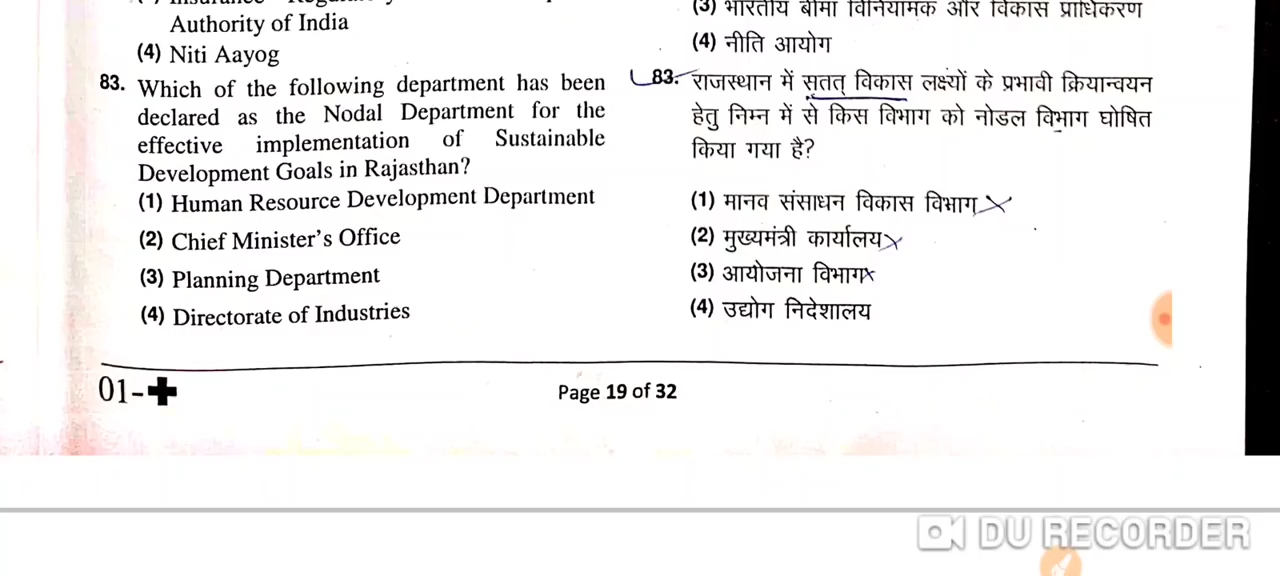 Authority of India
(4) Niti Aayog
83. Which of the following department has been
declared as the Nodal Department for the
effective implementation of Sustainable
Development Goals in Rajasthan?
(1) Human Resource Development Department
(2) Chief Minister's Office
(3) Planning Department
(4) Directorate of Industries
(3) भारतीय बीमा विनियामक और विकास प्राधिकरण
(4) नीति आयोग
83. राजस्थान में सतत् विकास लक्ष्यों के प्रभावी क्रियान्वयन
हेतु निम्न में से किस विभाग को नोडल विभाग घोषित
किया गया है?
(1) मानव संसाधन विकास विभाग
(2) मुख्यमंत्री कार्यालय
(3) आयोजना विभाग
(4) उद्योग निदेशालय
01-+
Page 19 of 32
DU RECORDER